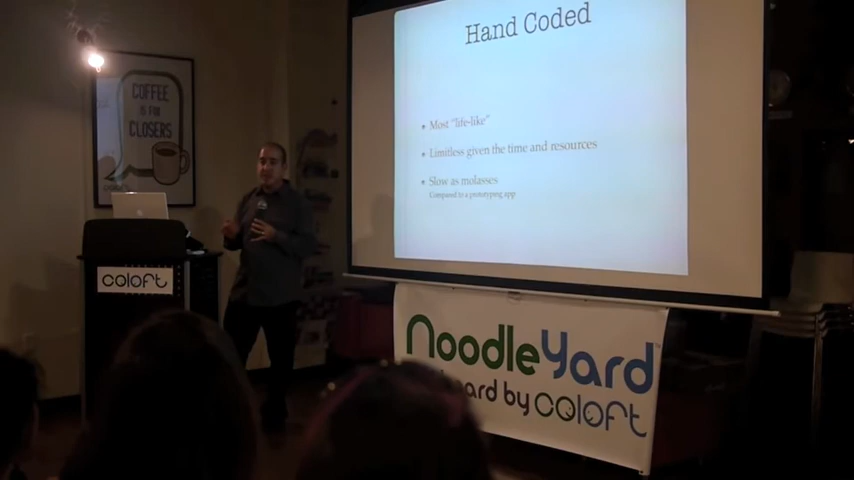 Hand Coded
Most "life-like"
Limitless given the time and resources
Slow as molasses
Compared to a prototyping app
COFFEE
IS FOR
CLOSERS
coloft
NoodleYard
by coloft